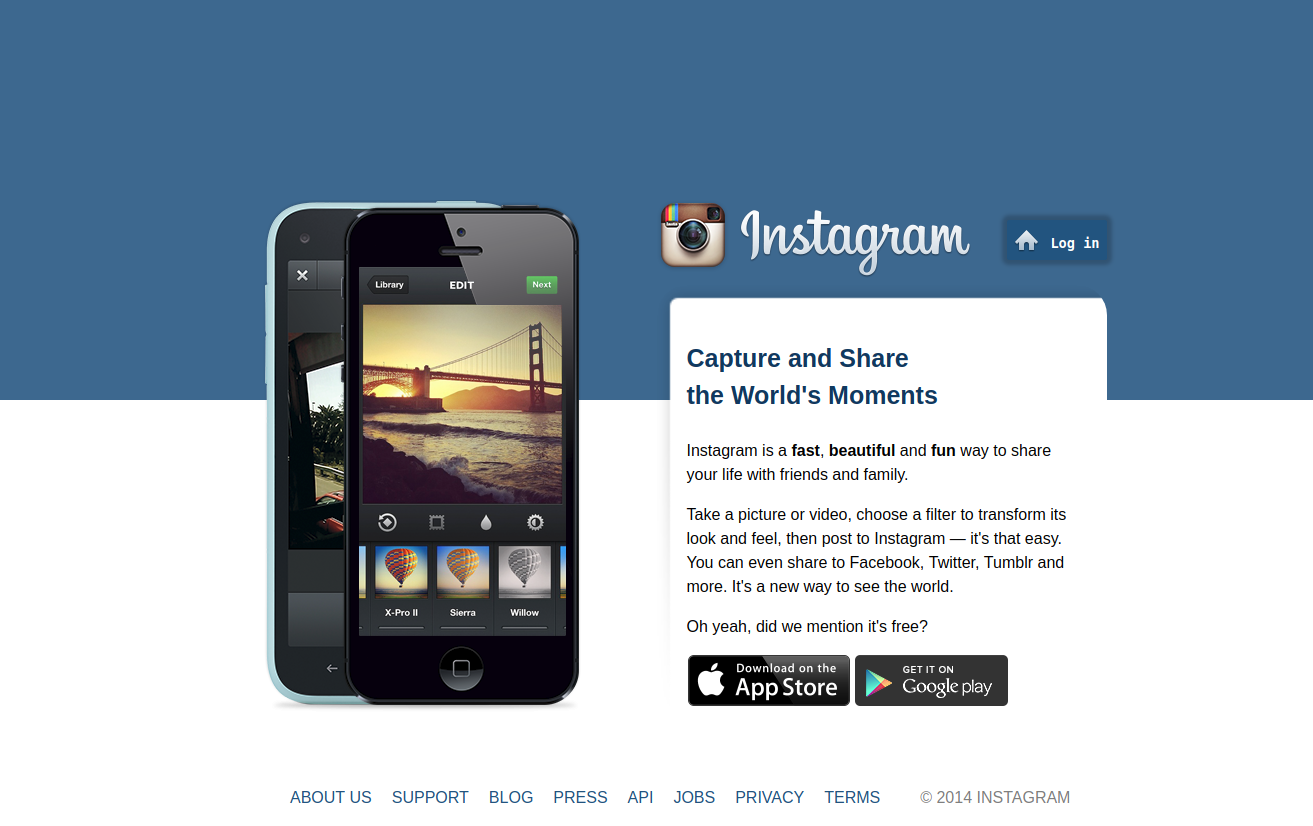 Instagram
Log in
Library
EDIT
Next
X-Pro II
Sierra
Willow
Capture and Share
the World's Moments
Instagram is a fast, beautiful and fun way to share
your life with friends and family.
Take a picture or video, choose a filter to transform its
look and feel, then post to Instagram — it's that easy.
You can even share to Facebook, Twitter, Tumblr and
more. It's a new way to see the world.
Oh yeah, did we mention it's free?
Download on the
App Store
GET IT ON
Google play
ABOUT US SUPPORT BLOG PRESS API JOBS PRIVACY TERMS © 2014 INSTAGRAM